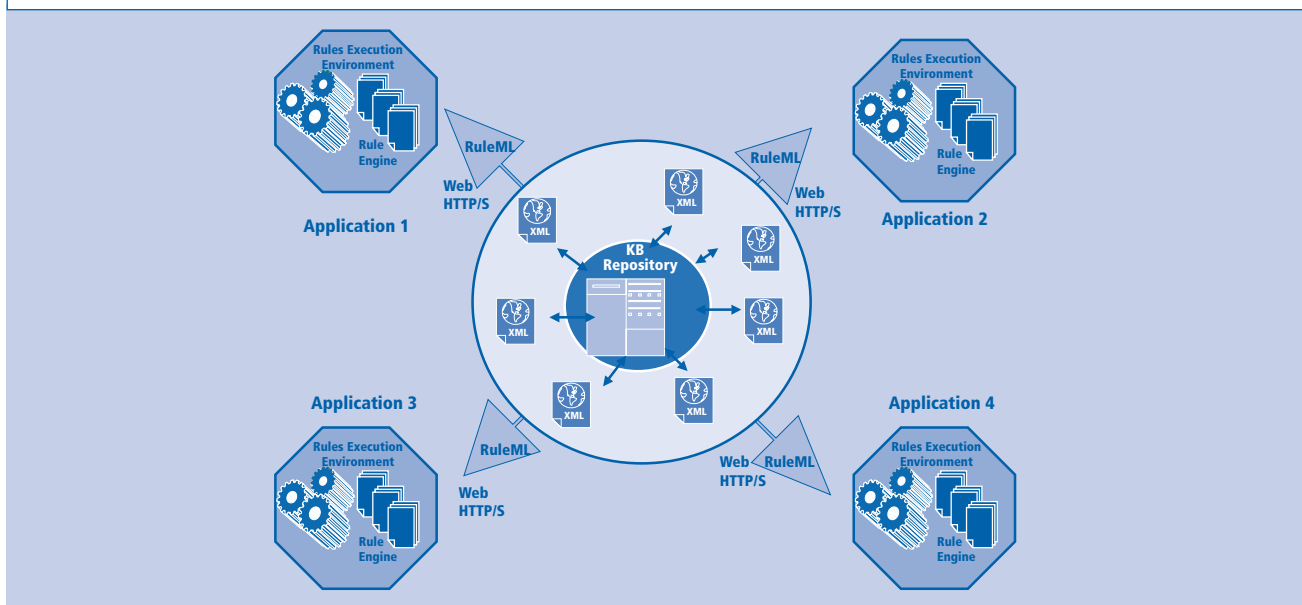 Rules Execution
Environment
Rule
Engine
Application 1
RuleML
Web
HTTP/S
Rules Execution
Environment
Rule
Engine
Application 2
RuleML
Web
HTTP/S
XML
XML
XML
XML
XML
XML
XML
KB
Repository
Application 3
Rules Execution
Environment
Rule
Engine
RuleML
Web
HTTP/S
Application 4
Rules Execution
Environment
Rule
Engine
RuleML
Web
HTTP/S